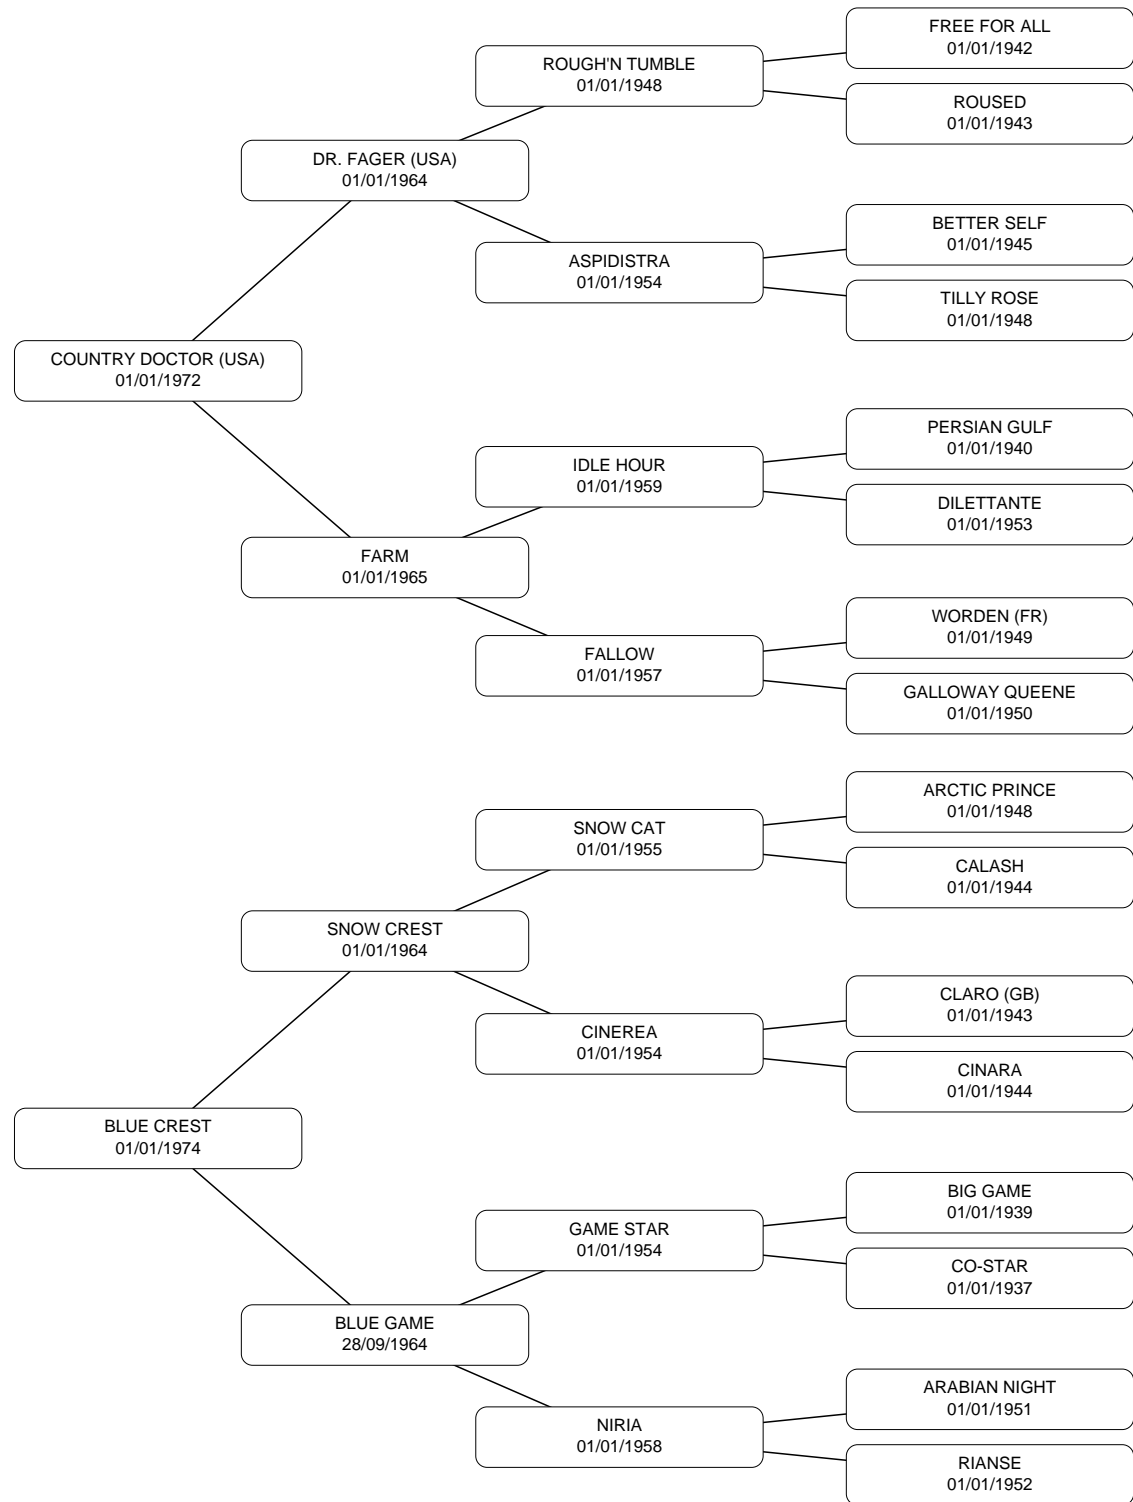 FREE FOR ALL
01/01/1942
ROUGH'N TUMBLE
01/01/1948
ROUSED
01/01/1943
DR. FAGER (USA)
01/01/1964
BETTER SELF
01/01/1945
ASPIDISTRA
01/01/1954
TILLY ROSE
01/01/1948
COUNTRY DOCTOR (USA)
01/01/1972
PERSIAN GULF
01/01/1940
IDLE HOUR
01/01/1959
DILETTANTE
01/01/1953
FARM
01/01/1965
WORDEN (FR)
01/01/1949
FALLOW
01/01/1957
GALLOWAY QUEENE
01/01/1950
ARCTIC PRINCE
01/01/1948
SNOW CAT
01/01/1955
CALASH
01/01/1944
SNOW CREST
01/01/1964
CLARO (GB)
01/01/1943
CINEREA
01/01/1954
CINARA
01/01/1944
BLUE CREST
01/01/1974
BIG GAME
01/01/1939
GAME STAR
01/01/1954
CO-STAR
01/01/1937
BLUE GAME
28/09/1964
ARABIAN NIGHT
01/01/1951
NIRIA
01/01/1958
RIANSE
01/01/1952